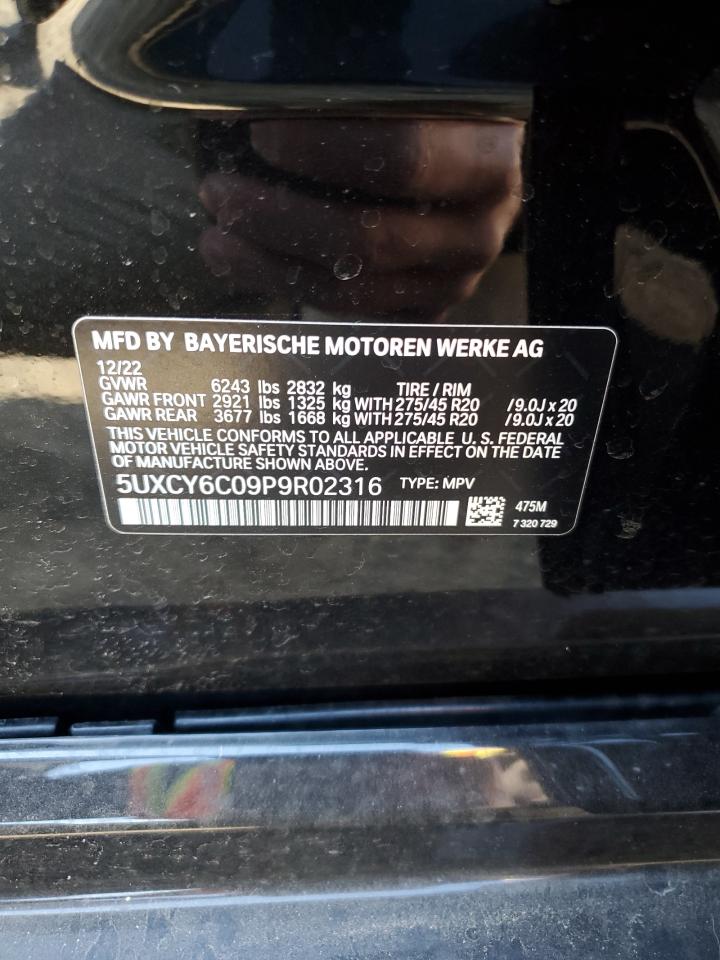 MFD BY BAYERISCHE MOTOREN WERKE AG
12/22
GVWR 6243 lbs 2832 kg TIRE / RIM
GAWR FRONT 2921 lbs 1325 kg WITH 275/45 R20 /9.0J x 20
GAWR REAR 3677 lbs 1668 kg WITH 275/45 R20 /9.0J x 20
THIS VEHICLE CONFORMS TO ALL APPLICABLE U. S. FEDERAL
MOTOR VEHICLE SAFETY STANDARDS IN EFFECT ON THE DATE
OF MANUFACTURE SHOWN ABOVE.
5UXCY6C09P9R02316 TYPE: MPV
475M
7 320 729